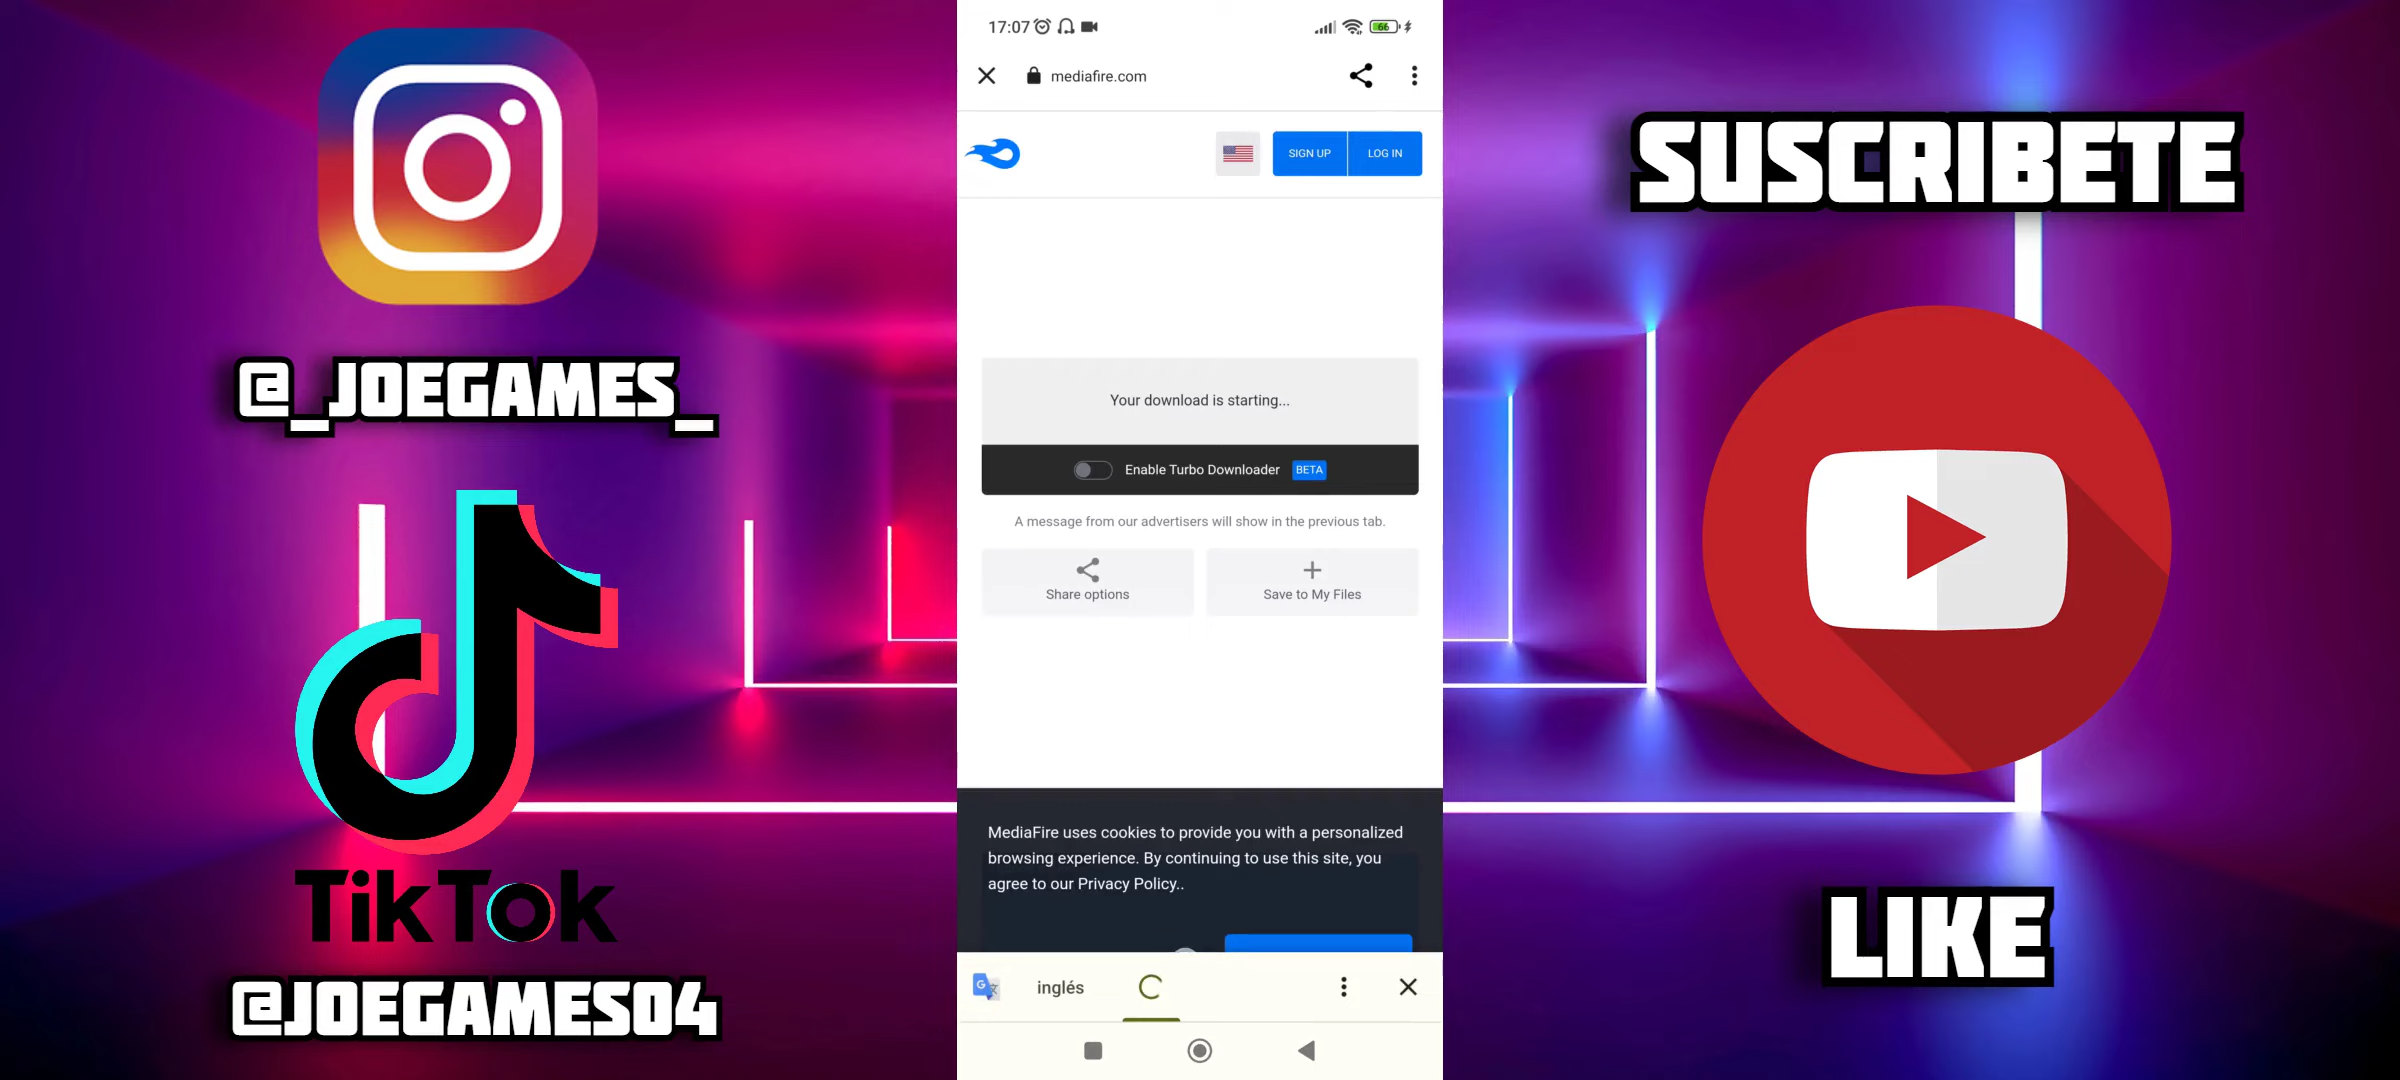 @_JOEGAMES_
TikTok
@JOEGAMES04
17:07
66
mediafire.com
SIGN UP
LOG IN
Your download is starting...
Enable Turbo Downloader BETA
A message from our advertisers will show in the previous tab.
Share options
Save to My Files
MediaFire uses cookies to provide you with a personalized
browsing experience. By continuing to use this site, you
agree to our Privacy Policy..
G 文
inglés
SUSCRIBETE
LIKE